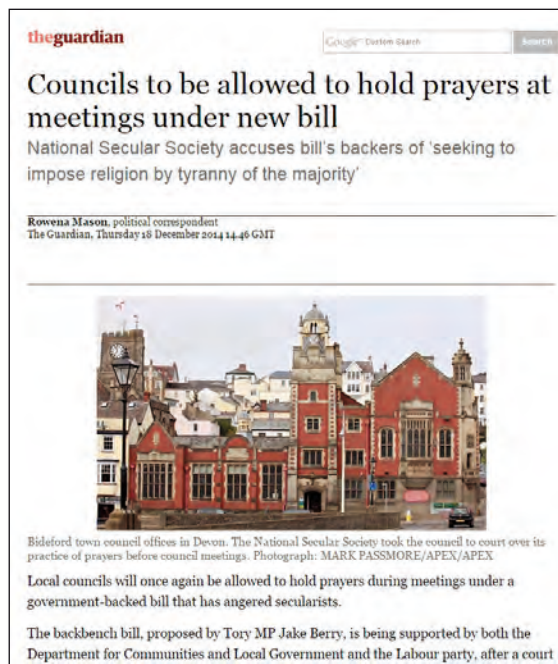 theguardian
Google Custom Search
Search
Councils to be allowed to hold prayers at
meetings under new bill
National Secular Society accuses bill's backers of 'seeking to
impose religion by tyranny of the majority'
Rowena Mason, political correspondent
The Guardian, Thursday 18 December 2014 14.46 GMT
Bideford town council offices in Devon. The National Secular Society took the council to court over its
practice of prayers before council meetings. Photograph: MARK PASSMORE/APEX/APEX
Local councils will once again be allowed to hold prayers during meetings under a
government-backed bill that has angered secularists.
The backbench bill, proposed by Tory MP Jake Berry, is being supported by both the
Department for Communities and Local Government and the Labour party, after a court